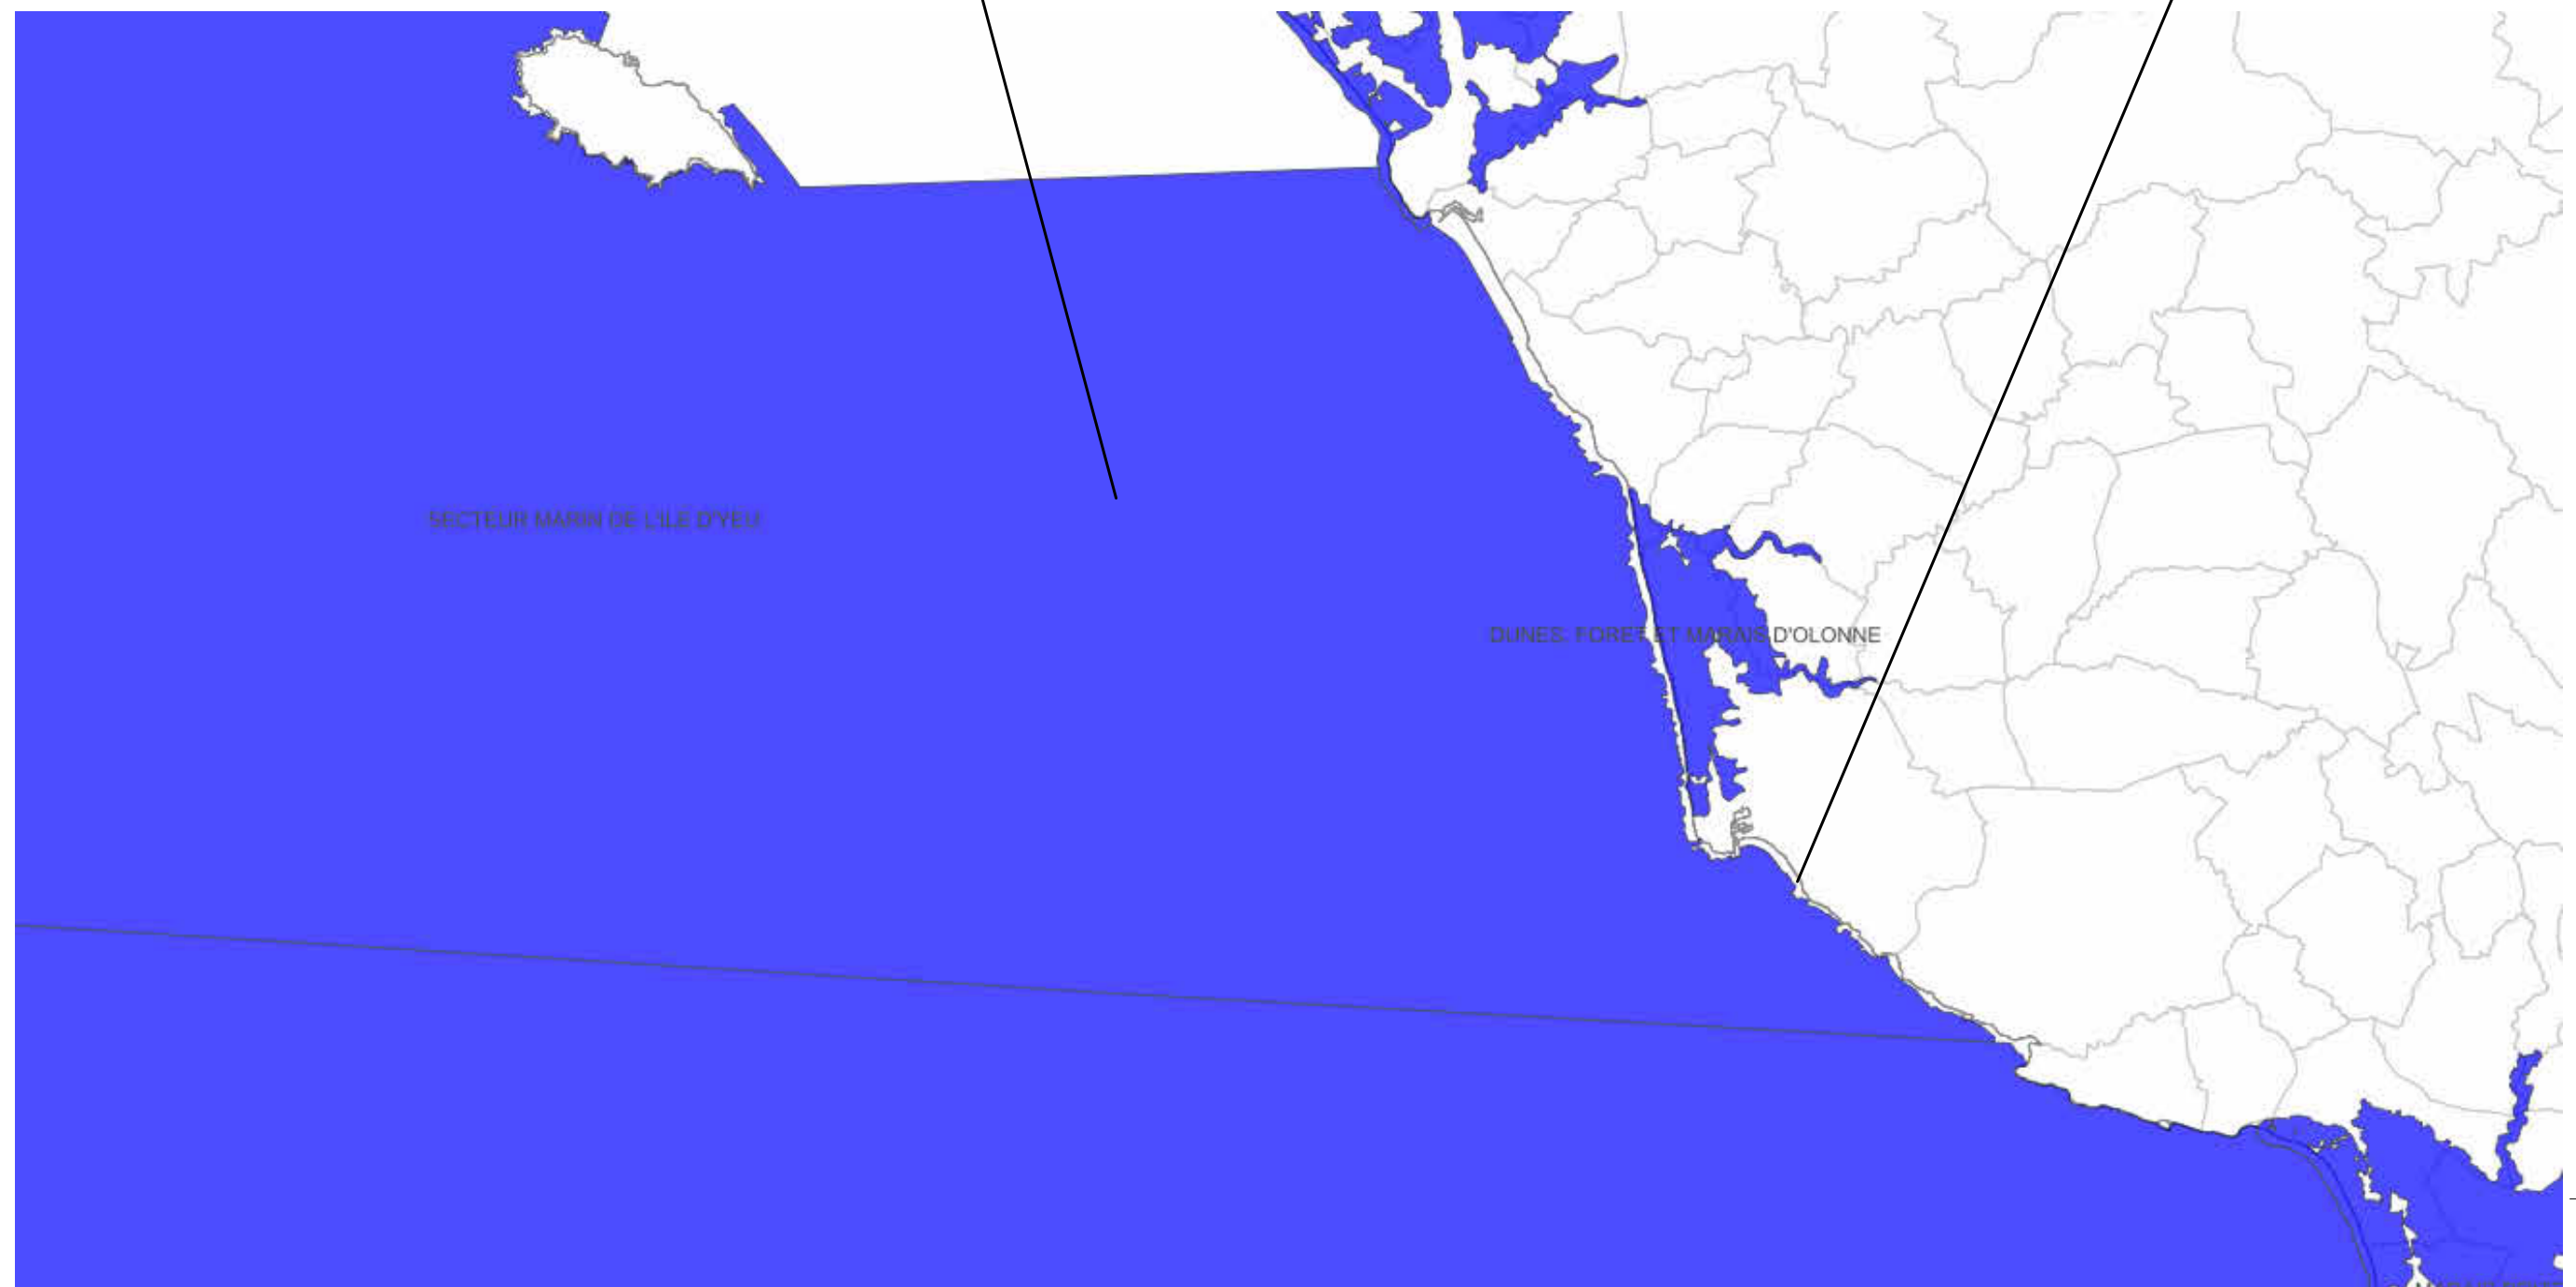 SECTEUR MARIN DE L'ILE D'YEU
DUNES, FORET ET MARAIS D'OLONNE